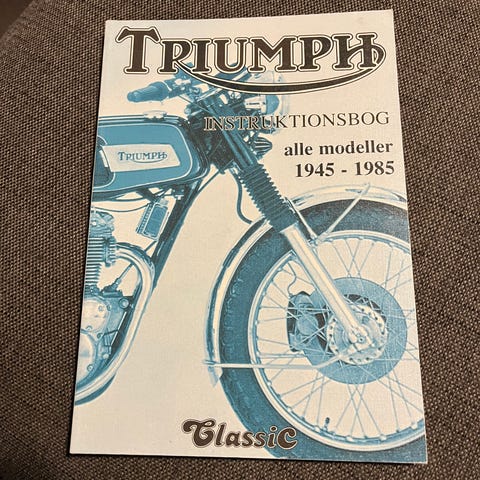 TRIUMPH
INSTRUKTIONSBOG
alle modeller
1945 - 1985
TRIUMPH
Classic